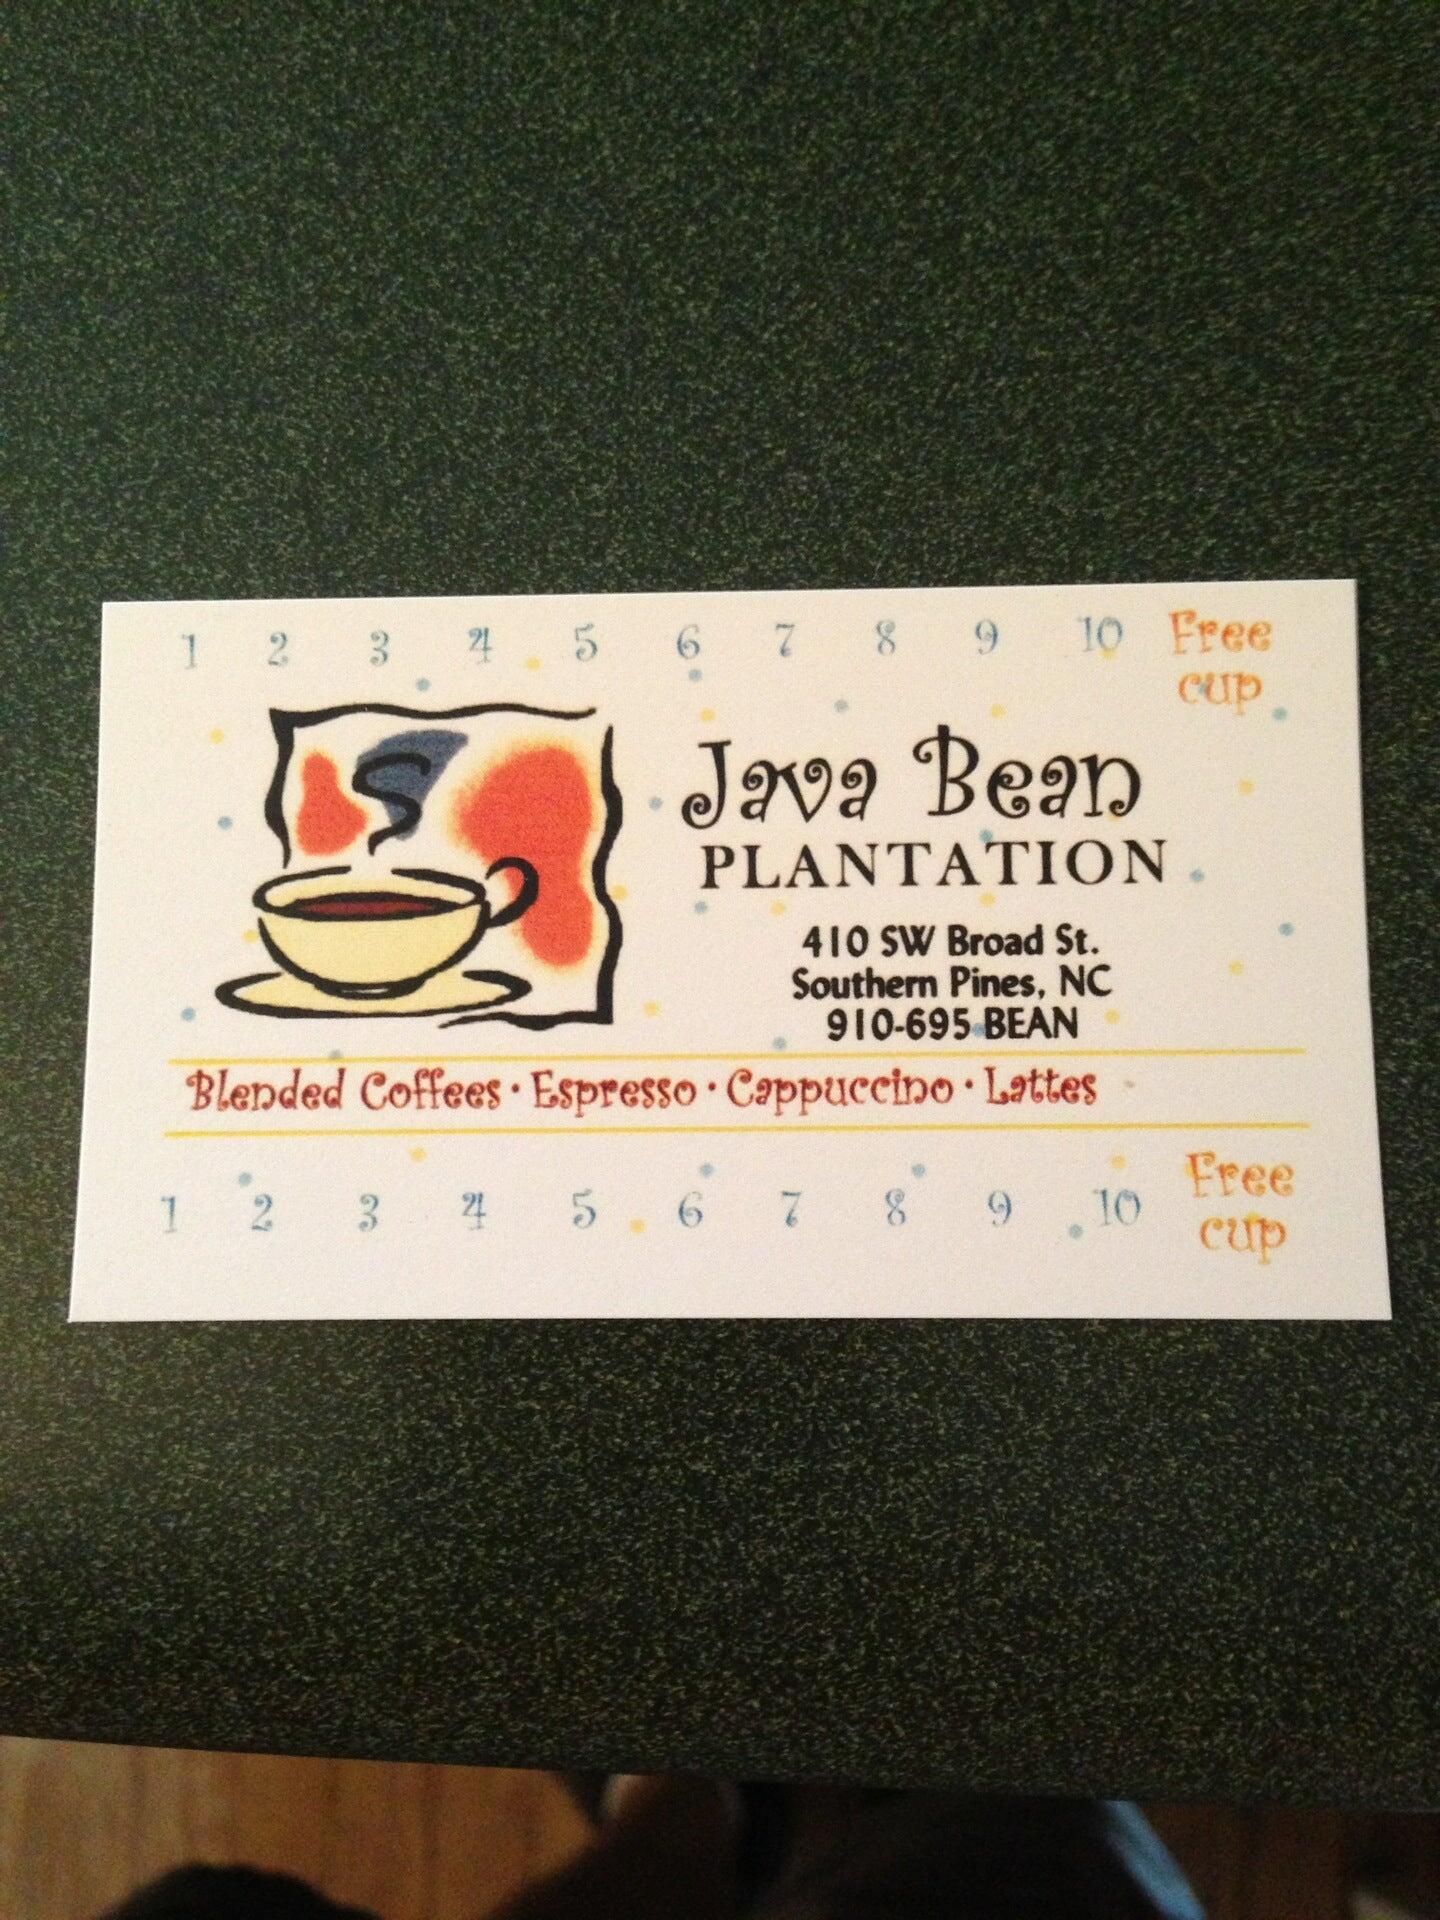 1 2 3 4 5 6 7 8 9 10 Free
cup
Java Bean
PLANTATION
410 SW Broad St.
Southern Pines, NC
910-695-BEAN
Blended Coffees · Espresso · Cappuccino · Lattes
1 2 3 4 5 6 7 8 9 10 Free
cup